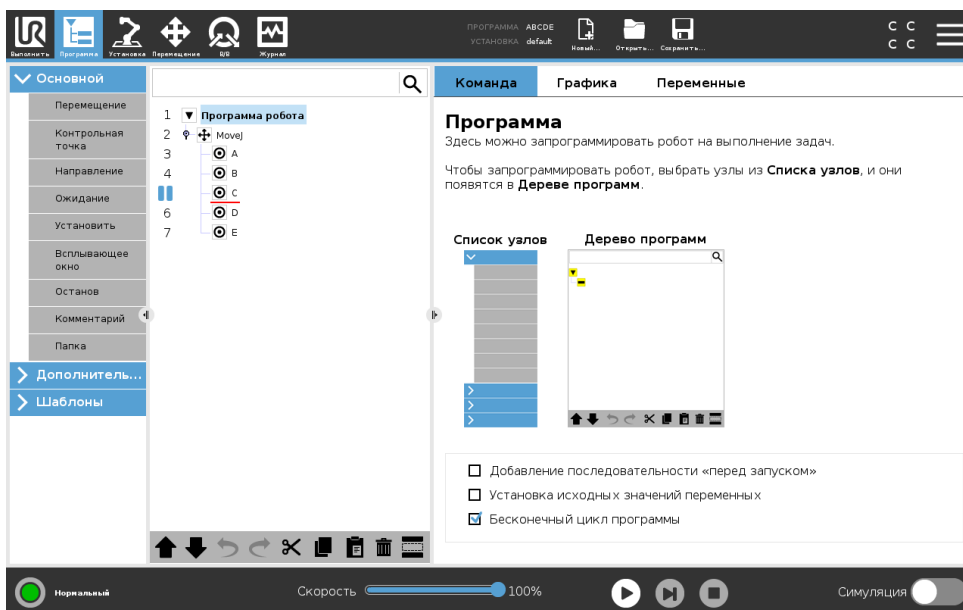 UR
ПРОГРАММА ABCDE
УСТАНОВКА default
Выполнить Программа Установка Перемещение В/В Журнал
Новый... Открыть... Сохранить...
C C
C C
Основной
Перемещение
Контрольная
точка
Направление
Ожидание
Установить
Всплывающее
окно
Останов
Комментарий
Папка
Дополнитель...
Шаблоны
1 Программа робота
2 MoveJ
3 A
4 B
C
6 D
7 E
Команда Графика Переменные
Программа
Здесь можно запрограммировать робот на выполнение задач.
Чтобы запрограммировать робот, выбрать узлы из Списка узлов, и они
появятся в Дереве программ.
Список узлов Дерево программ
Добавление последовательности «перед запуском»
Установка исходных значений переменных
Бесконечный цикл программы
Нормальный
Скорость 100%
Симуляция